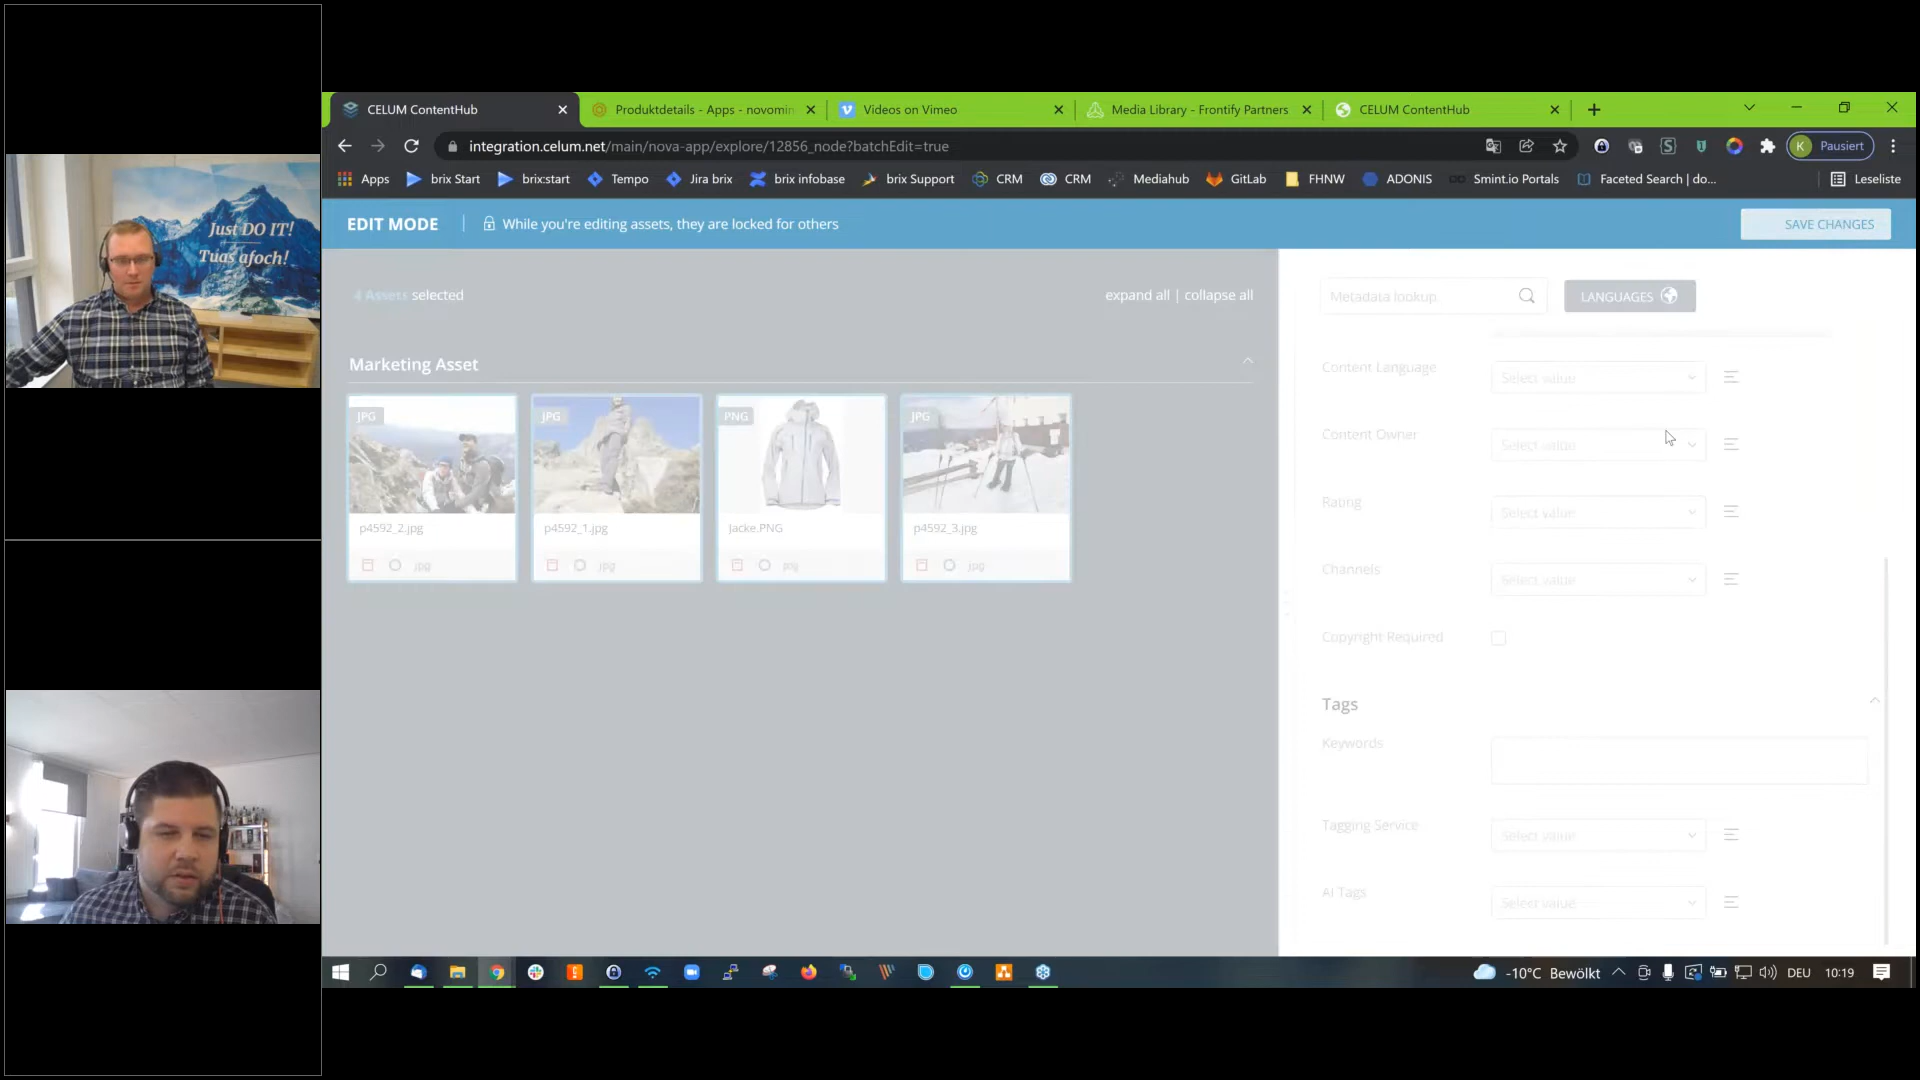 Just DO IT!
Tuas afoch!
CELUM ContentHub
Produktdetails - Apps - novomin
Videos on Vimeo
Media Library - Frontify Partners
CELUM ContentHub
integration.celum.net/main/nova-app/explore/12856_node?batchEdit=true
K Pausiert
Apps
brix Start
brix:start
Tempo
Jira brix
brix infobase
brix Support
CRM
CRM
Mediahub
GitLab
FHNW
ADONIS
Smint.io Portals
Faceted Search | do...
Leseliste
EDIT MODE
While you're editing assets, they are locked for others
SAVE CHANGES
4 Assets selected
expand all | collapse all
Metadata lookup
LANGUAGES
Marketing Asset
JPG
JPG
PNG
JPG
p4592_2.jpg
p4592_1.jpg
Jacke.PNG
p4592_3.jpg
jpg
jpg
png
jpg
Content Language
Select value
Content Owner
Select value
Rating
Select value
Channels
Select value
Copyright Required
Tags
Keywords
Tagging Service
Select value
AI Tags
Select value
-10°C Bewölkt
DEU
10:19